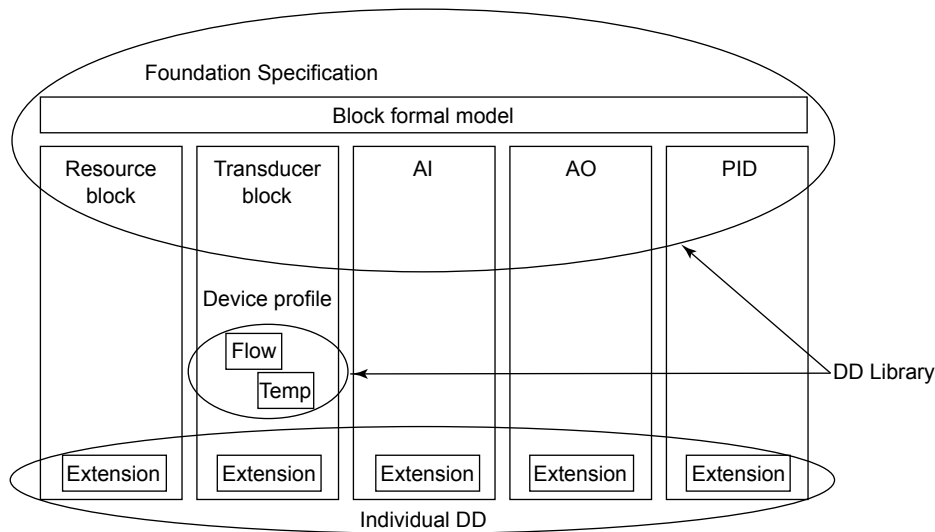 Foundation Specification
Block formal model
Resource
block
Transducer
block
AI
AO
PID
Device profile
Flow
Temp
DD Library
Extension
Extension
Extension
Extension
Extension
Individual DD